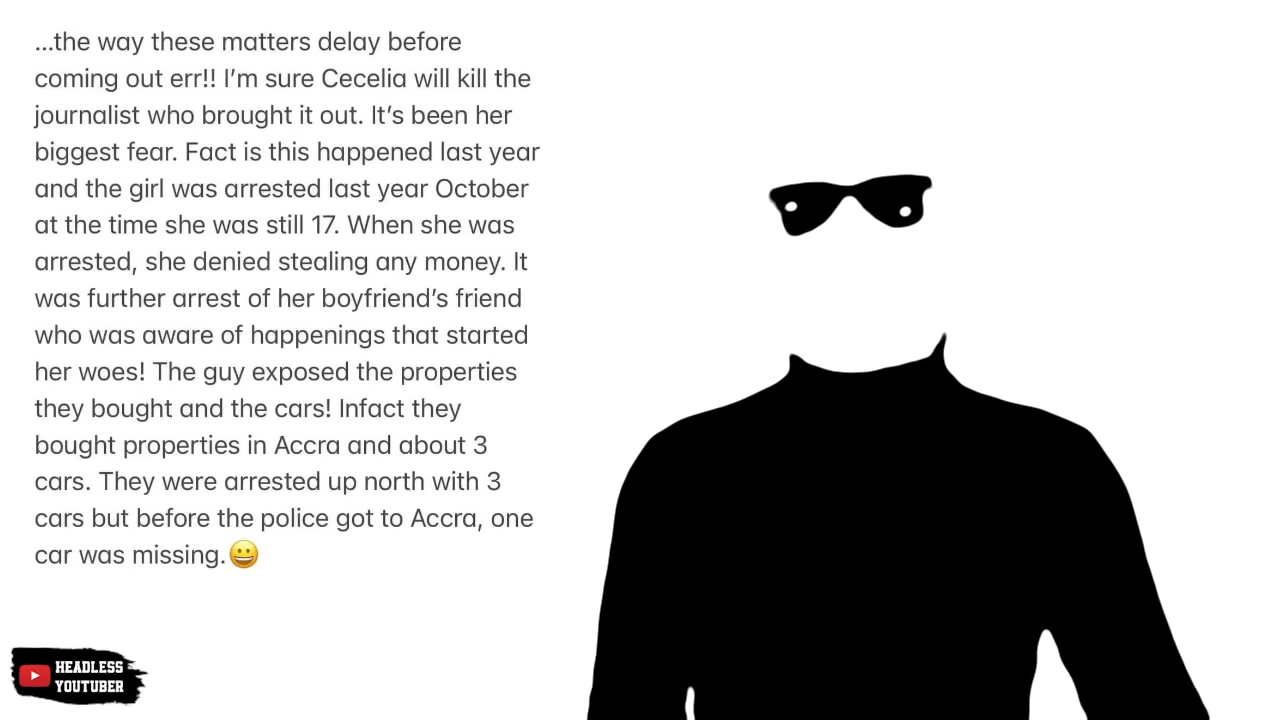 ...the way these matters delay before
coming out err!! I’m sure Cecelia will kill the
journalist who brought it out. It’s been her
biggest fear. Fact is this happened last year
and the girl was arrested last year October
at the time she was still 17. When she was
arrested, she denied stealing any money. It
was further arrest of her boyfriend’s friend
who was aware of happenings that started
her woes! The guy exposed the properties
they bought and the cars! Infact they
bought properties in Accra and about 3
cars. They were arrested up north with 3
cars but before the police got to Accra, one
car was missing.😀
HEADLESS
YOUTUBER